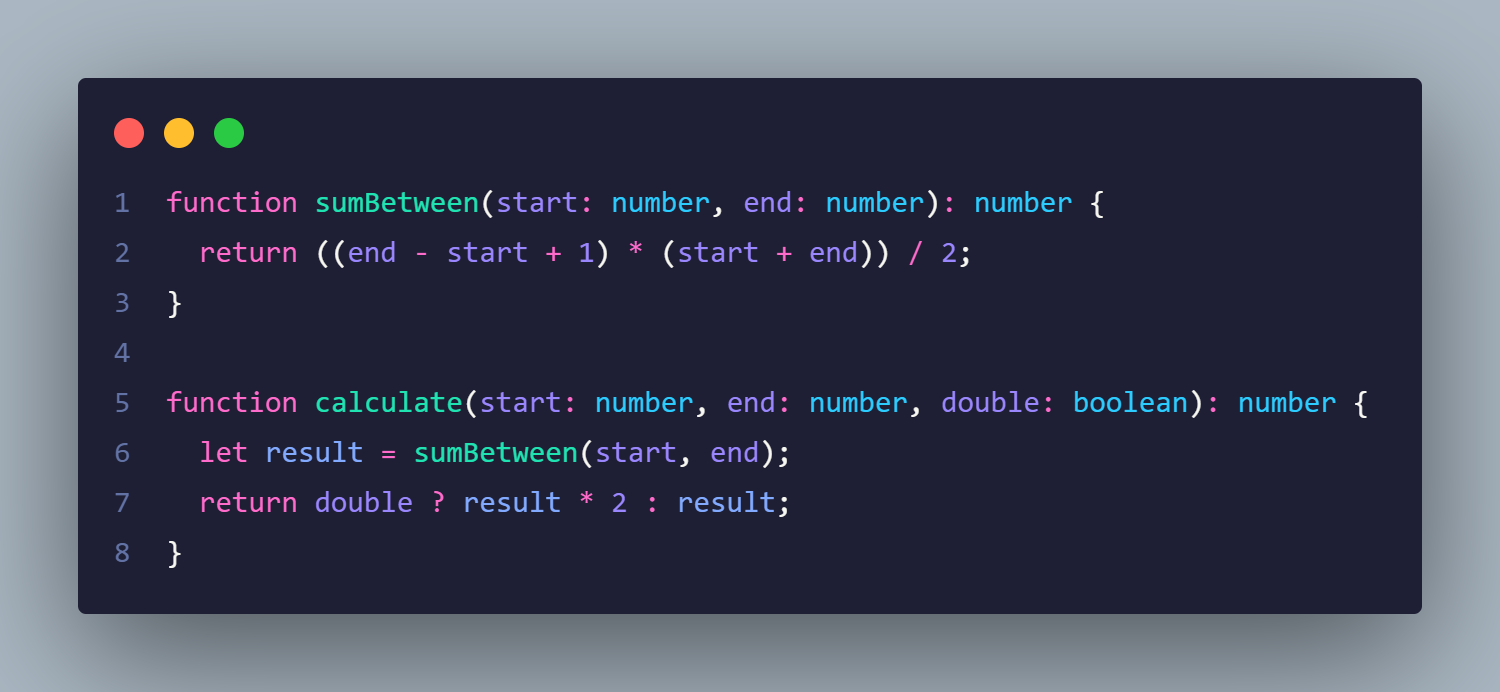 1 function sumBetween(start: number, end: number): number {
2   return ((end - start + 1) * (start + end)) / 2;
3 }
4
5 function calculate(start: number, end: number, double: boolean): number {
6   let result = sumBetween(start, end);
7   return double ? result * 2 : result;
8 }